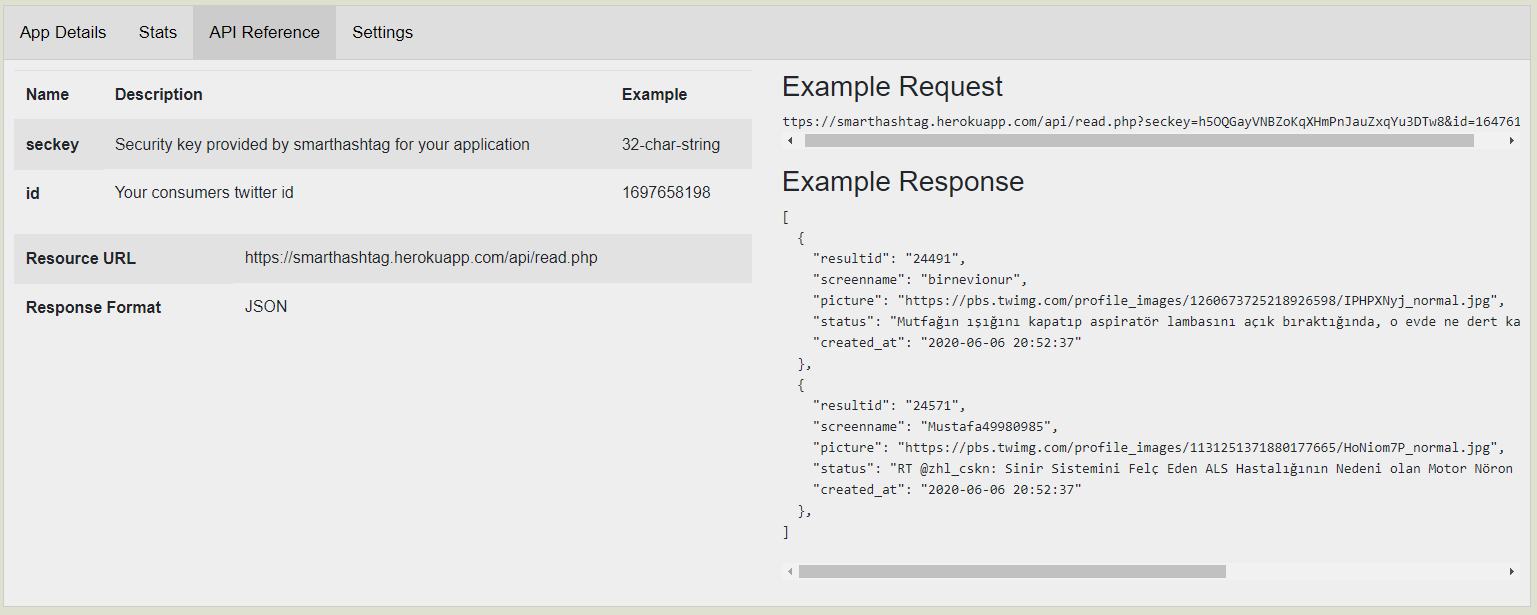 App Details Stats API Reference Settings
Name Description Example
seckey Security key provided by smarthashtag for your application 32-char-string
id Your consumers twitter id 1697658198
Resource URL https://smarthashtag.herokuapp.com/api/read.php
Response Format JSON
Example Request
ttps://smarthashtag.herokuapp.com/api/read.php?seckey=h5OQGayVNBZoKqXHmPnJauZxqYu3DTw8&id=164761
Example Response
[
{
"resultid": "24491",
"screenname": "birnevionur",
"picture": "https://pbs.twimg.com/profile_images/1260673725218926598/IPHPXNyj_normal.jpg",
"status": "Mutfağın ışığını kapatıp aspiratör lambasını açık bıraktığında, o evde ne dert ka
"created_at": "2020-06-06 20:52:37"
},
{
"resultid": "24571",
"screenname": "Mustafa49980985",
"picture": "https://pbs.twimg.com/profile_images/1131251371880177665/HoNiom7P_normal.jpg",
"status": "RT @zhl_cskn: Sinir Sistemini Felç Eden ALS Hastalığının Nedeni olan Motor Nöron
"created_at": "2020-06-06 20:52:37"
},
]